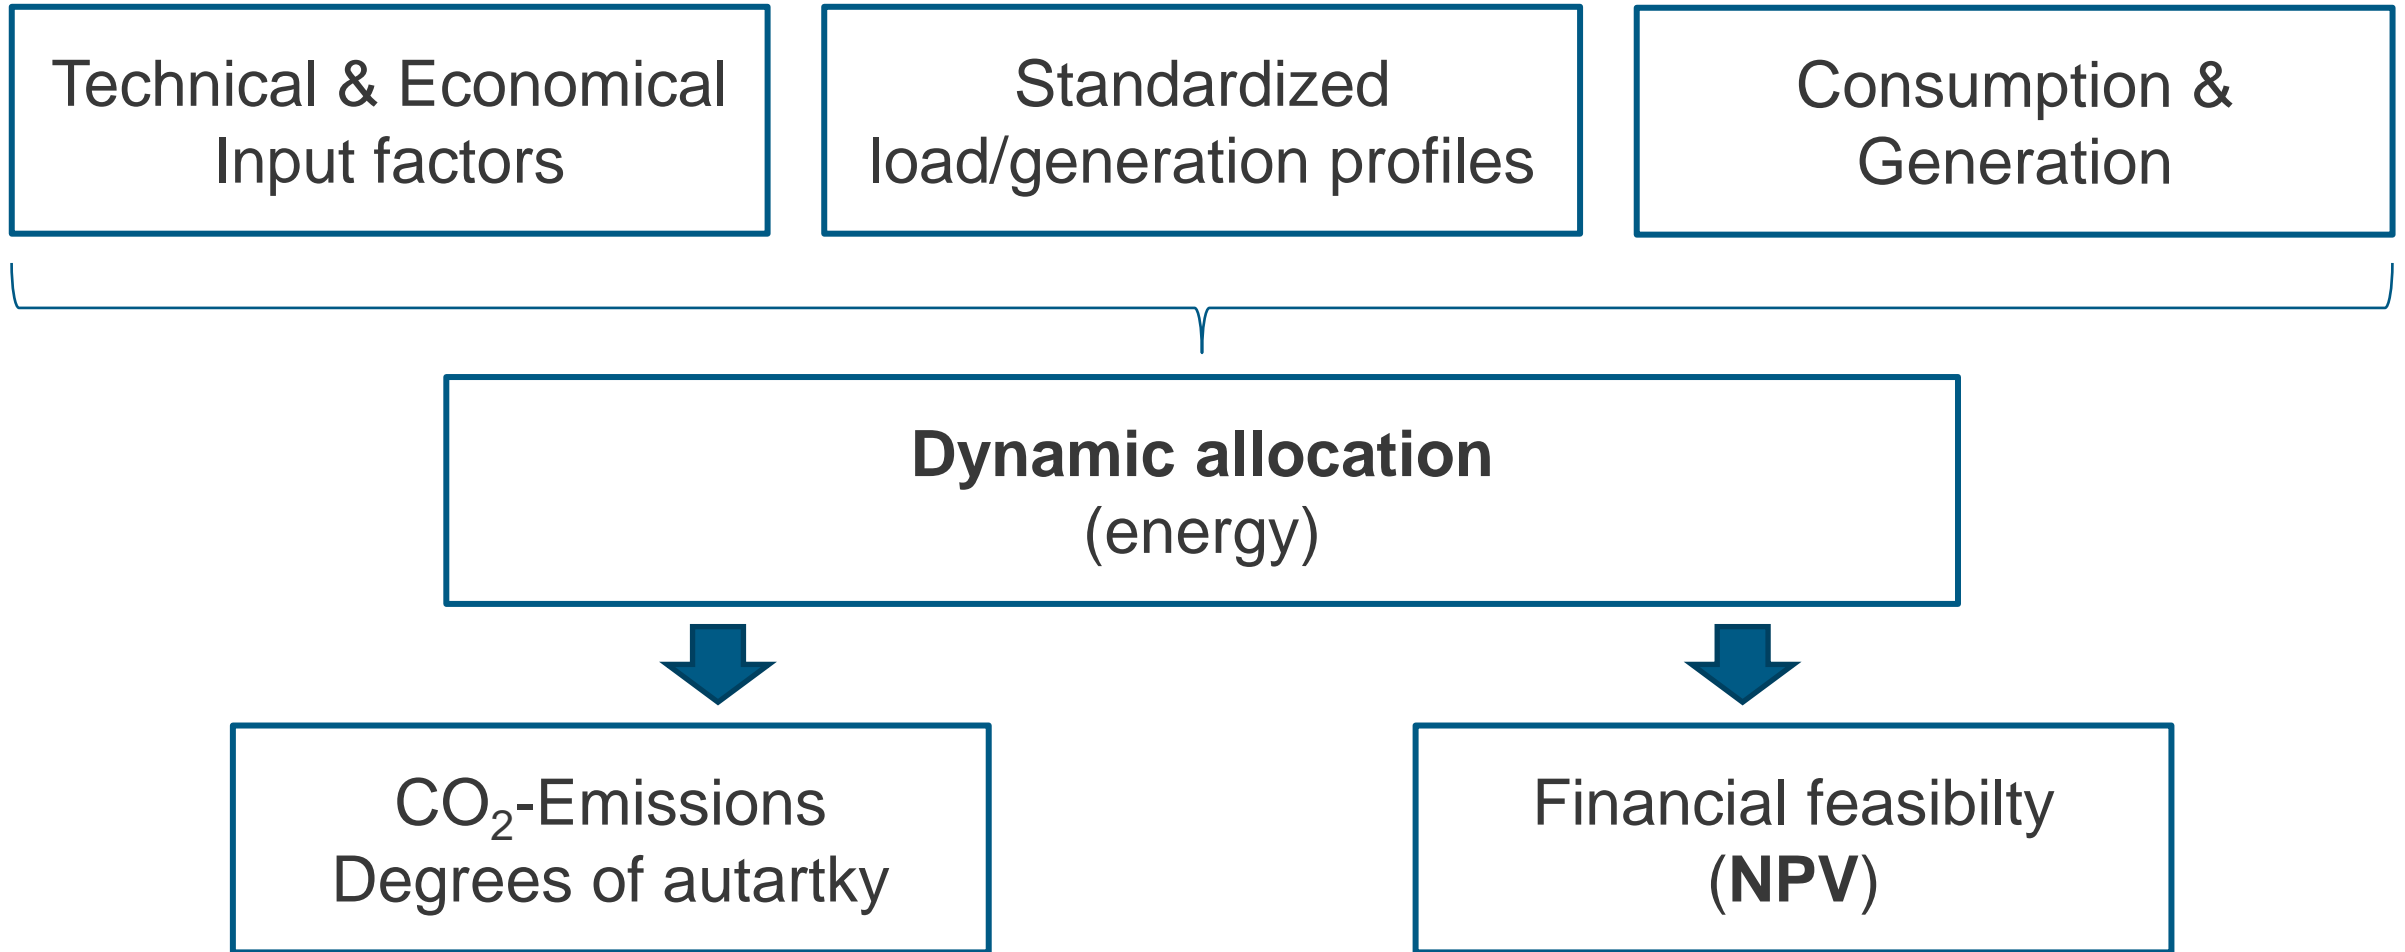 Technical & Economical
Input factors
Standardized
load/generation profiles
Consumption &
Generation
Dynamic allocation
(energy)
CO₂-Emissions
Degrees of autartky
Financial feasibilty
(NPV)